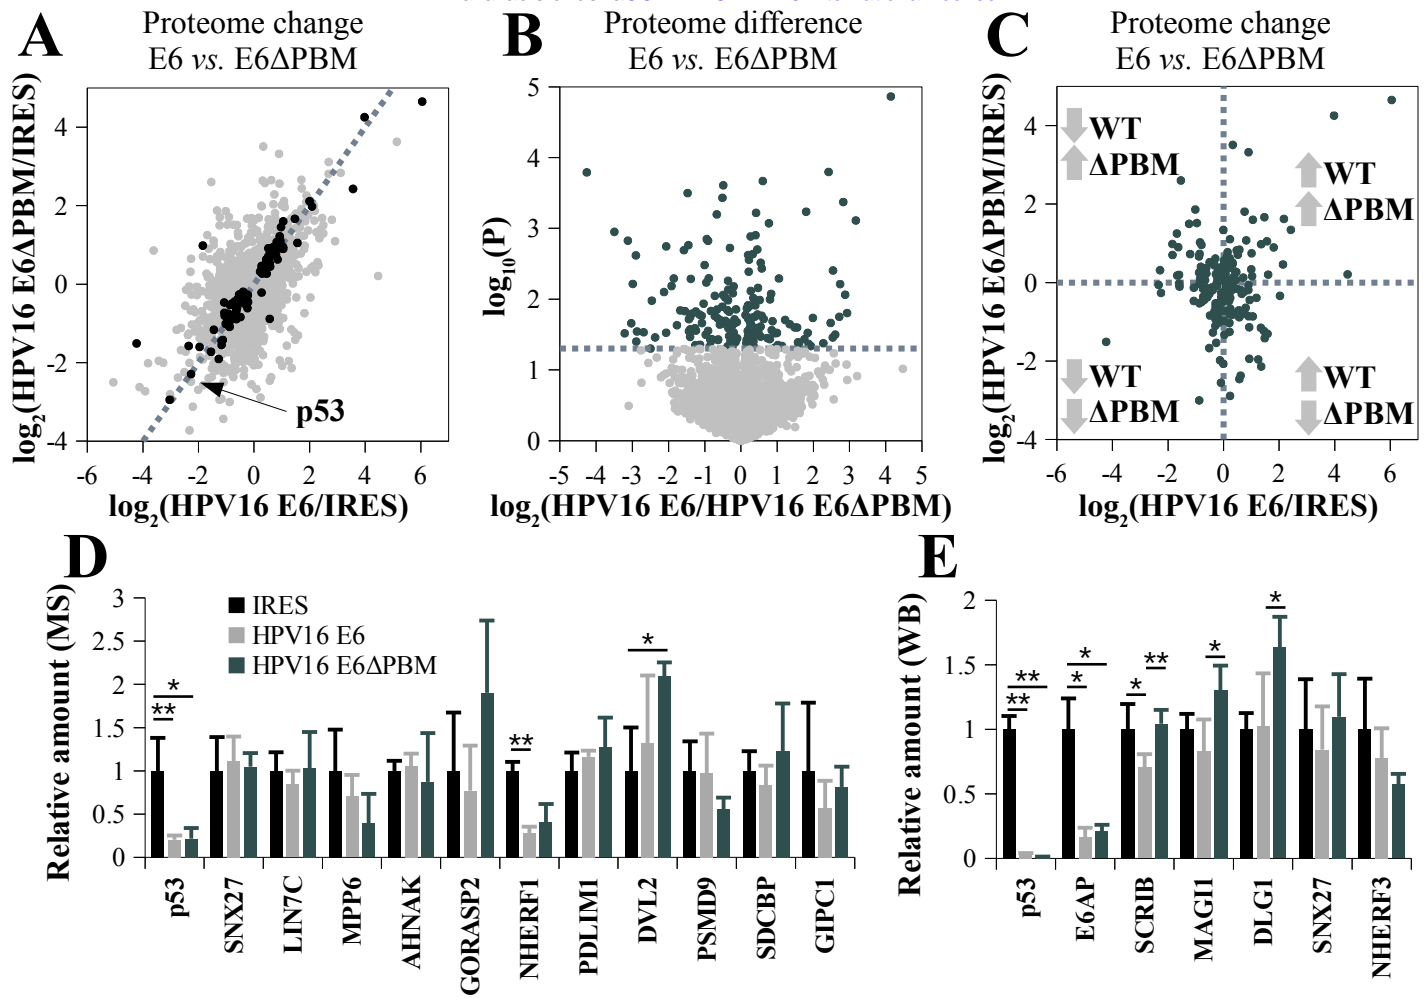 A
Proteome change
E6 vs. E6ΔPBM
log2(HPV16 E6ΔPBM/IRES)
4
2
0
-2
-4
p53
-6 -4 -2 0 2 4 6
log2(HPV16 E6/IRES)
B
Proteome difference
E6 vs. E6ΔPBM
log10(P)
5
4
3
2
1
0
-5 -4 -3 -2 -1 0 1 2 3 4 5
log2(HPV16 E6/HPV16 E6ΔPBM)
C
Proteome change
E6 vs. E6ΔPBM
log2(HPV16 E6ΔPBM/IRES)
4
2
0
-2
-4
WT
ΔPBM
WT
ΔPBM
WT
ΔPBM
WT
ΔPBM
-6 -4 -2 0 2 4 6
log2(HPV16 E6/IRES)
D
Relative amount (MS)
3
2.5
2
1.5
1
0.5
0
IRES
HPV16 E6
HPV16 E6ΔPBM
*
**
**
*
p53
SNX27
LIN7C
MPP6
AHNAK
GORASP2
NHERF1
PDLIM1
DVL2
PSMD9
SDCBP
GIPC1
E
Relative amount (WB)
2
1.5
1
0.5
0
**
**
*
*
*
**
*
*
p53
E6AP
SCRIB
MAGI1
DLG1
SNX27
NHERF3